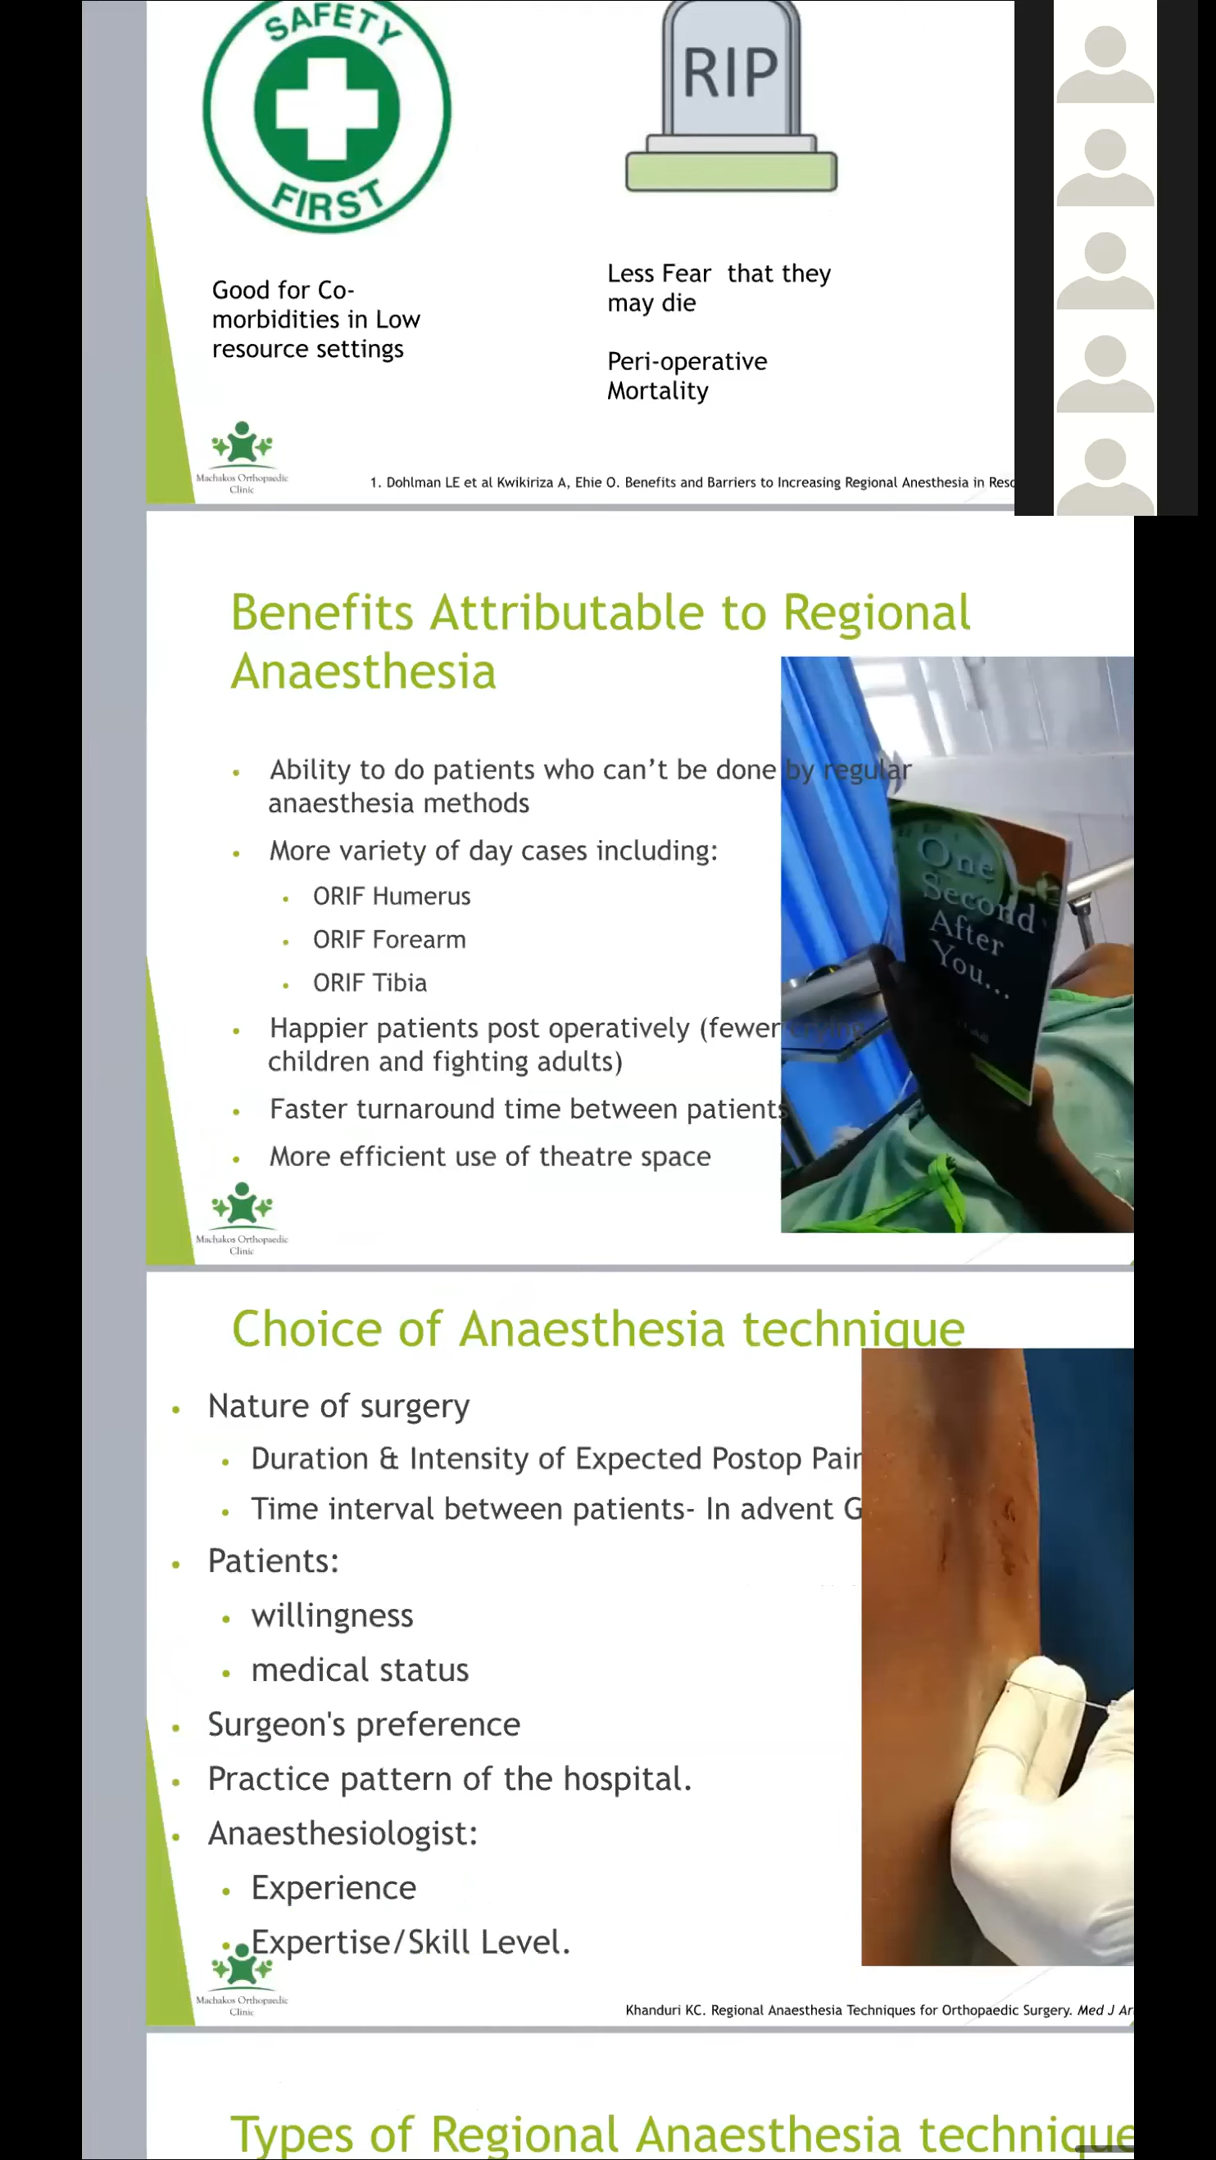 SAFETY
FIRST
RIP
Good for Co-
morbidities in Low
resource settings
Less Fear that they
may die
Peri-operative
Mortality
Machakos Orthopaedic
Clinic
1. Dohlman LE et al Kwikiriza A, Ehie O. Benefits and Barriers to Increasing Regional Anesthesia in Reso
Benefits Attributable to Regional
Anaesthesia
• Ability to do patients who can’t be done by regular
anaesthesia methods
• More variety of day cases including:
• ORIF Humerus
• ORIF Forearm
• ORIF Tibia
• Happier patients post operatively (fewer crying
children and fighting adults)
• Faster turnaround time between patients
• More efficient use of theatre space
One
Second
After
You...
Machakos Orthopaedic
Clinic
Choice of Anaesthesia technique
• Nature of surgery
• Duration & Intensity of Expected Postop Pain
• Time interval between patients- In advent G
• Patients:
• willingness
• medical status
• Surgeon's preference
• Practice pattern of the hospital.
• Anaesthesiologist:
• Experience
• Expertise/Skill Level.
Machakos Orthopaedic
Clinic
Khanduri KC. Regional Anaesthesia Techniques for Orthopaedic Surgery. Med J Ar
Types of Regional Anaesthesia technique